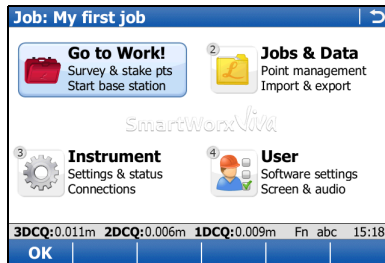 Job: My first job
Go to Work!
Survey & stake pts
Start base station
2
Jobs & Data
Point management
Import & export
SmartWorx Viva
3
Instrument
Settings & status
Connections
4
User
Software settings
Screen & audio
3DCQ:0.011m 2DCQ:0.006m 1DCQ:0.009m Fn abc 15:18
OK